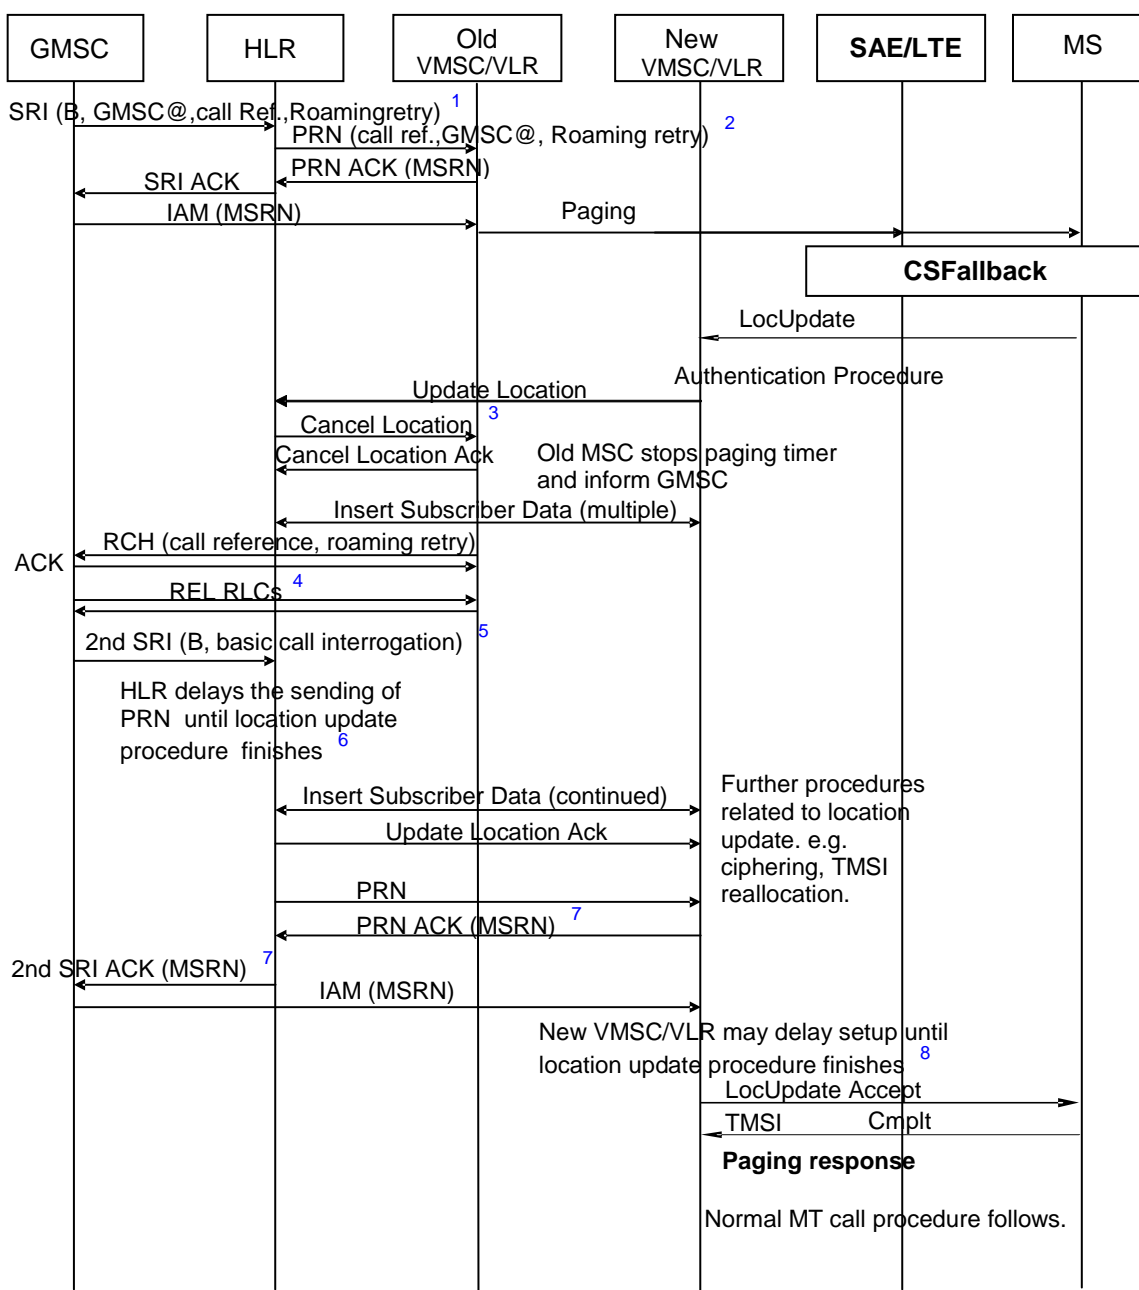 GMSC
HLR
Old
VMSC/VLR
New
VMSC/VLR
SAE/LTE
MS
SRI (B, GMSC@,call Ref.,Roamingretry) 1
PRN (call ref.,GMSC@, Roaming retry) 2
PRN ACK (MSRN)
SRI ACK
IAM (MSRN)
Paging
CSFallback
LocUpdate
Authentication Procedure
Update Location
Cancel Location 3
Cancel Location Ack
Old MSC stops paging timer
and inform GMSC
Insert Subscriber Data (multiple)
RCH (call reference, roaming retry)
ACK
REL RLCs 4
2nd SRI (B, basic call interrogation) 5
HLR delays the sending of
PRN until location update
procedure finishes 6
Insert Subscriber Data (continued)
Update Location Ack
Further procedures
related to location
update. e.g.
ciphering, TMSI
reallocation.
PRN
PRN ACK (MSRN) 7
2nd SRI ACK (MSRN) 7
IAM (MSRN)
New VMSC/VLR may delay setup until
location update procedure finishes 8
LocUpdate Accept
TMSI Cmplt
Paging response
Normal MT call procedure follows.